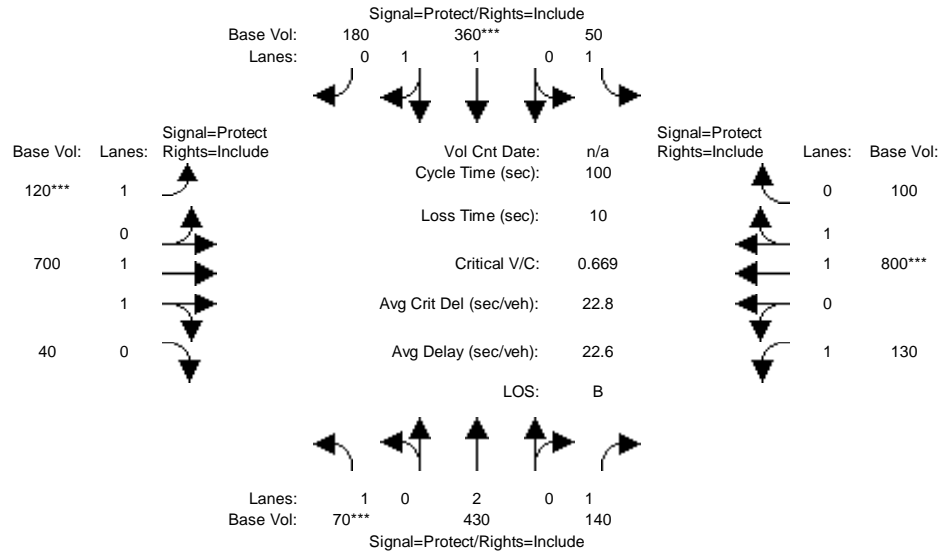 Signal=Protect/Rights=Include
Base Vol: 180 360*** 50
Lanes: 0 1 1 0 1
Signal=Protect
Base Vol: Lanes: Rights=Include
Vol Cnt Date: n/a
Signal=Protect
Rights=Include Lanes: Base Vol:
Cycle Time (sec): 100
120*** 1
0 100
Loss Time (sec): 10
0
1
700 1
Critical V/C: 0.669
1 800***
1
Avg Crit Del (sec/veh): 22.8
0
40 0
Avg Delay (sec/veh): 22.6
1 130
LOS: B
Lanes: 1 0 2 0 1
Base Vol: 70*** 430 140
Signal=Protect/Rights=Include